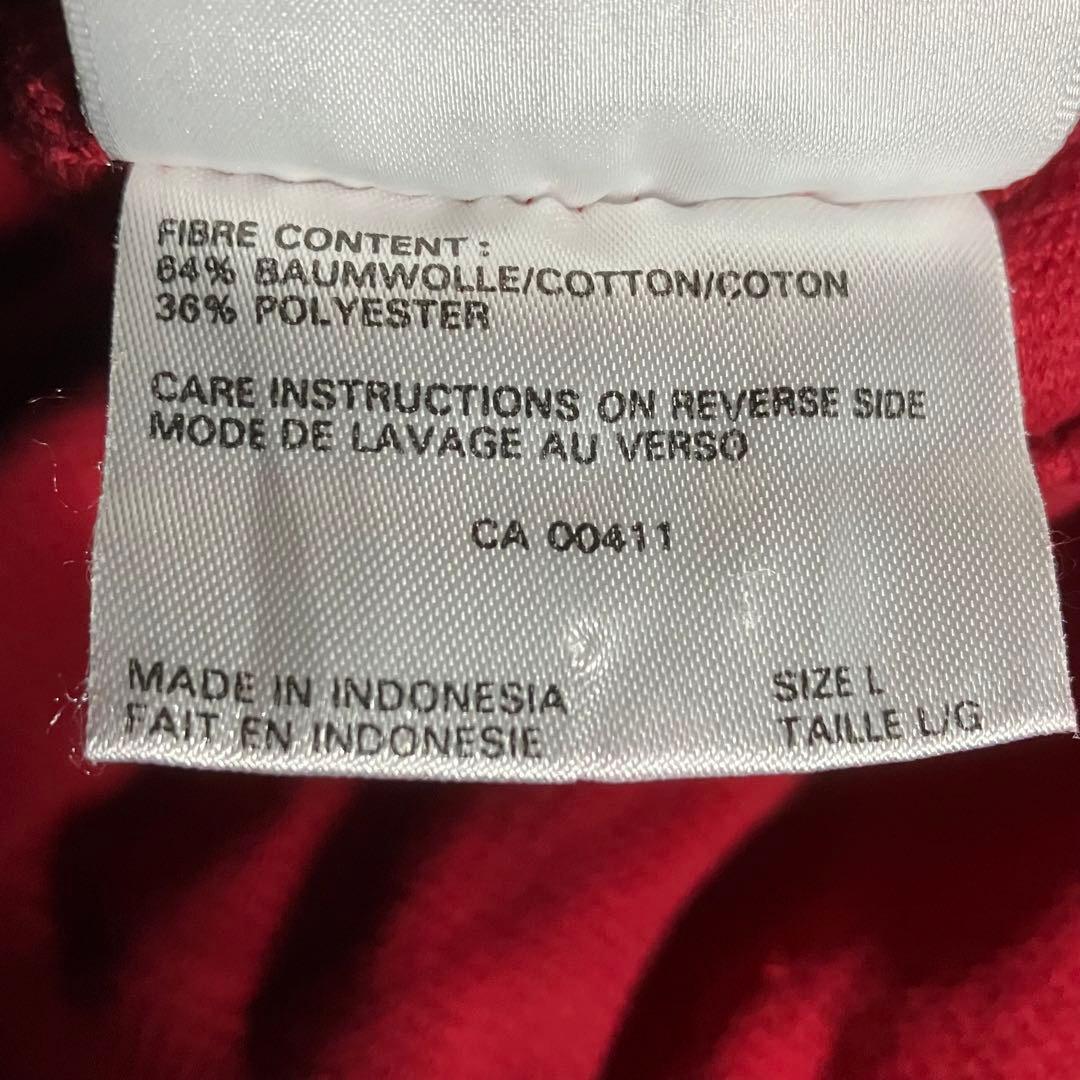 FIBRE CONTENT :
64% BAUMWOLLE/COTTON/COTON
36% POLYESTER
CARE INSTRUCTIONS ON REVERSE SIDE
MODE DE LAVAGE AU VERSO
CA 00411
MADE IN INDONESIA
FAIT EN INDONESIE
SIZE L
TAILLE L/G